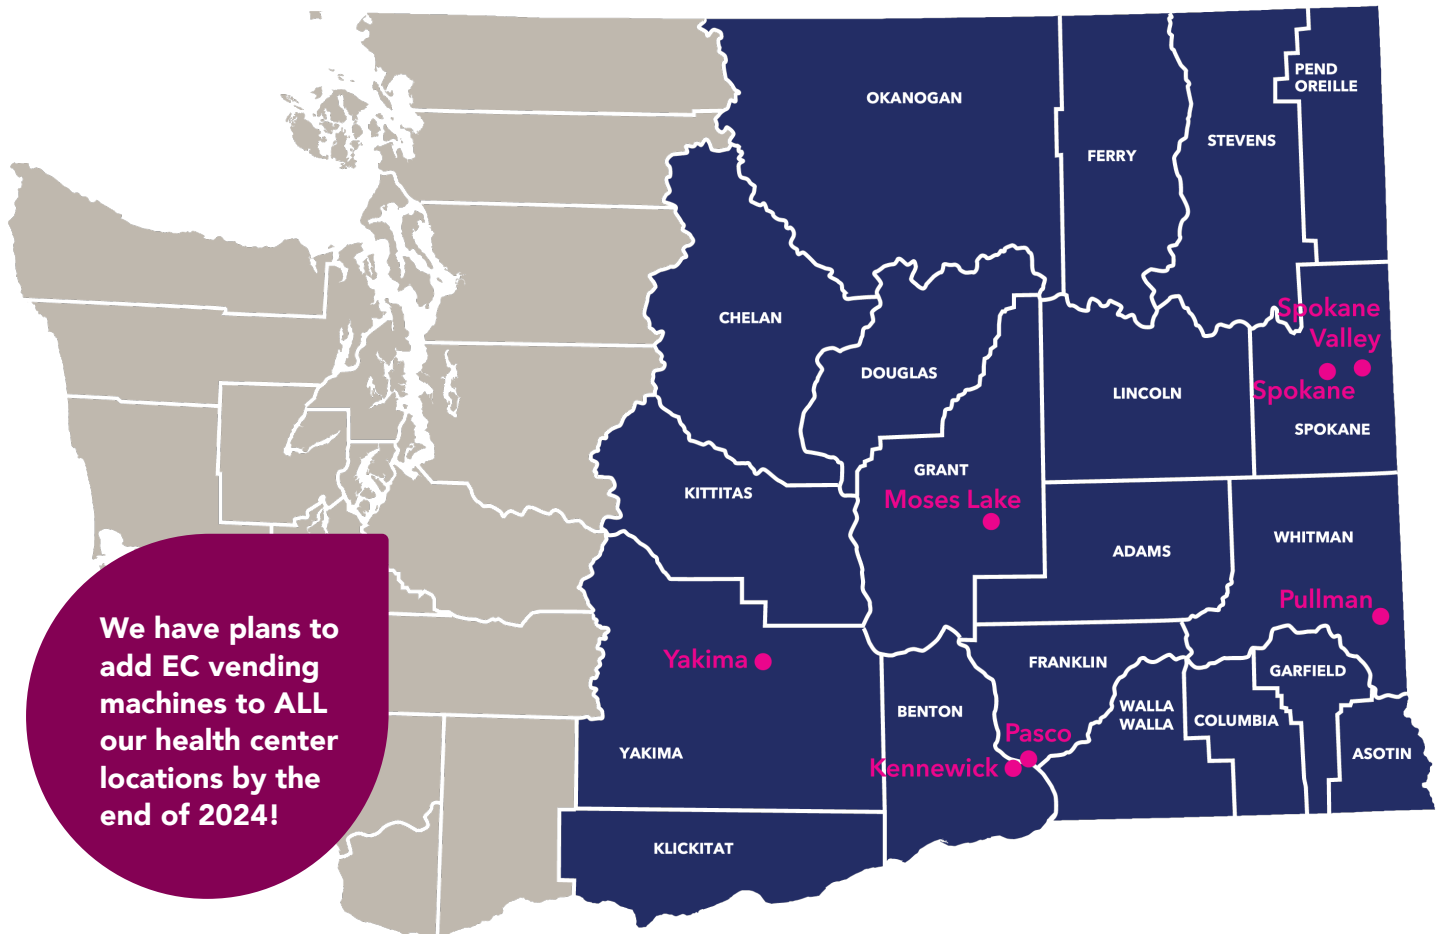 OKANOGAN
PEND
OREILLE
STEVENS
FERRY
Spokane
Valley
CHELAN
DOUGLAS
LINCOLN
Spokane
SPOKANE
GRANT
KITTITAS
Moses Lake
WHITMAN
ADAMS
Pullman
We have plans to
add EC vending
machines to ALL
our health center
locations by the
end of 2024!
Yakima
FRANKLIN
GARFIELD
BENTON
WALLA
WALLA
COLUMBIA
Pasco
YAKIMA
ASOTIN
Kennewick
KLICKITAT